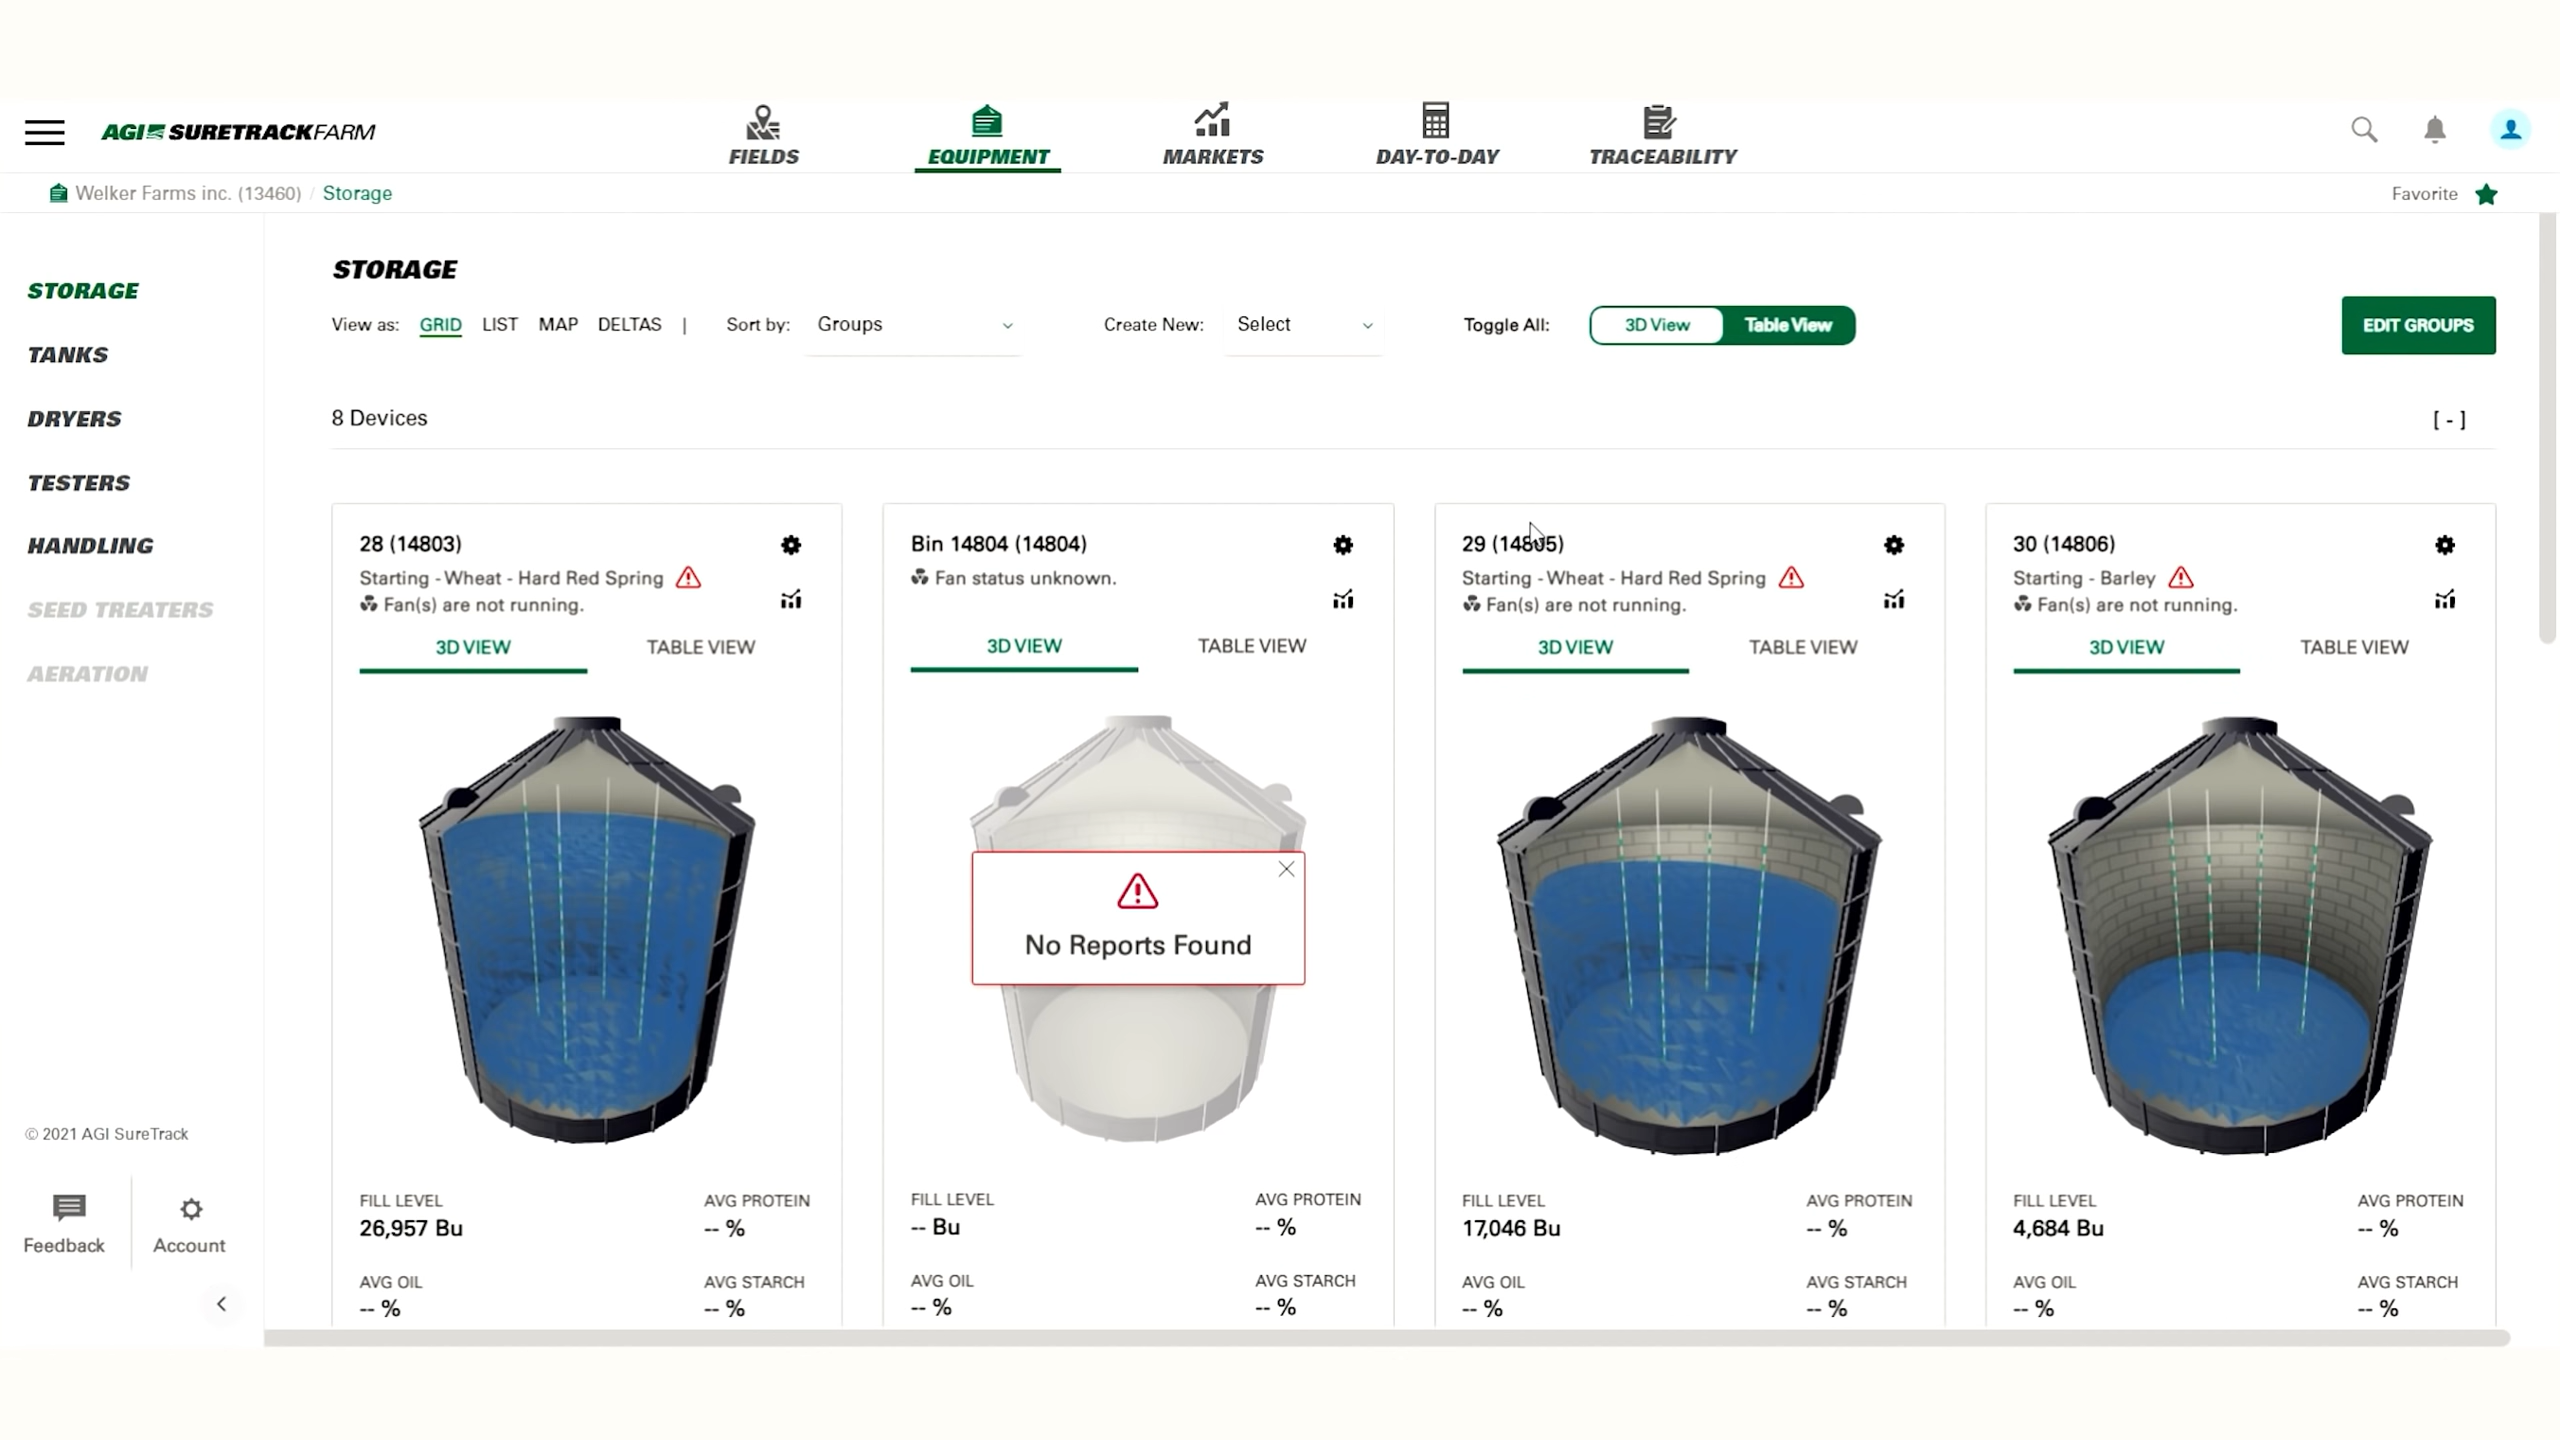 AGI SURETRACKFARM
FIELDS
EQUIPMENT
MARKETS
DAY-TO-DAY
TRACEABILITY
Welker Farms inc. (13460) / Storage
Favorite
STORAGE
TANKS
DRYERS
TESTERS
HANDLING
SEED TREATERS
AERATION
© 2021 AGI SureTrack
Feedback
Account
STORAGE
View as: GRID LIST MAP DELTAS | Sort by: Groups Create New: Select Toggle All: 3D View Table View EDIT GROUPS
8 Devices [ - ]
28 (14803)
Starting - Wheat - Hard Red Spring
Fan(s) are not running.
3D VIEW TABLE VIEW
FILL LEVEL AVG PROTEIN
26,957 Bu -- %
AVG OIL AVG STARCH
-- % -- %
Bin 14804 (14804)
Fan status unknown.
3D VIEW TABLE VIEW
No Reports Found
FILL LEVEL AVG PROTEIN
-- Bu -- %
AVG OIL AVG STARCH
-- % -- %
29 (14805)
Starting - Wheat - Hard Red Spring
Fan(s) are not running.
3D VIEW TABLE VIEW
FILL LEVEL AVG PROTEIN
17,046 Bu -- %
AVG OIL AVG STARCH
-- % -- %
30 (14806)
Starting - Barley
Fan(s) are not running.
3D VIEW TABLE VIEW
FILL LEVEL AVG PROTEIN
4,684 Bu -- %
AVG OIL AVG STARCH
-- % -- %